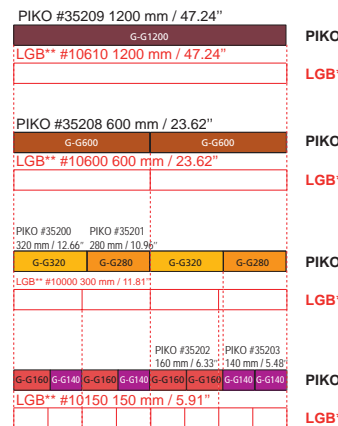 PIKO #35209 1200 mm / 47.24”
G-G1200 PIKO
LGB** #10610 1200 mm / 47.24”
LGB*
PIKO #35208 600 mm / 23.62”
G-G600 G-G600 PIKO
LGB** #10600 600 mm / 23.62”
LGB*
PIKO #35200 PIKO #35201
320 mm / 12.66” 280 mm / 10.96”
G-G320 G-G280 G-G320 G-G280 PIKO
LGB** #10000 300 mm / 11.81”
LGB*
PIKO #35202 PIKO #35203
160 mm / 6.33” 140 mm / 5.48”
G-G160 G-G140 G-G160 G-G140 G-G160 G-G160 G-G140 G-G140 PIKO
LGB** #10150 150 mm / 5.91”
LGB*